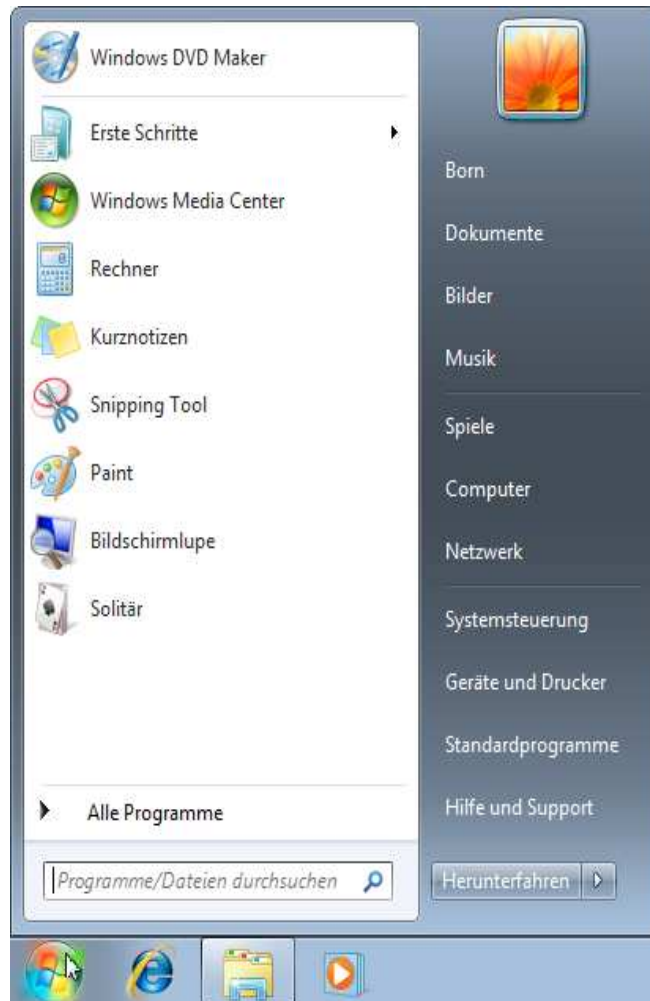 Windows DVD Maker
Erste Schritte
Windows Media Center
Rechner
Kurznotizen
Snipping Tool
Paint
Bildschirmlupe
Solitär
Alle Programme
Programme/Dateien durchsuchen
Born
Dokumente
Bilder
Musik
Spiele
Computer
Netzwerk
Systemsteuerung
Geräte und Drucker
Standardprogramme
Hilfe und Support
Herunterfahren